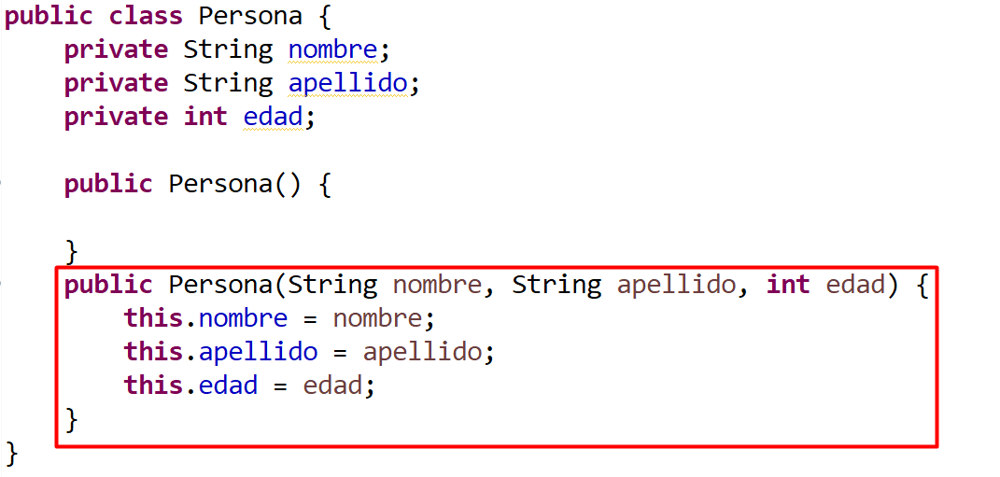 public class Persona {
    private String nombre;
    private String apellido;
    private int edad;
    public Persona() {
    }
    public Persona(String nombre, String apellido, int edad) {
        this.nombre = nombre;
        this.apellido = apellido;
        this.edad = edad;
    }
}